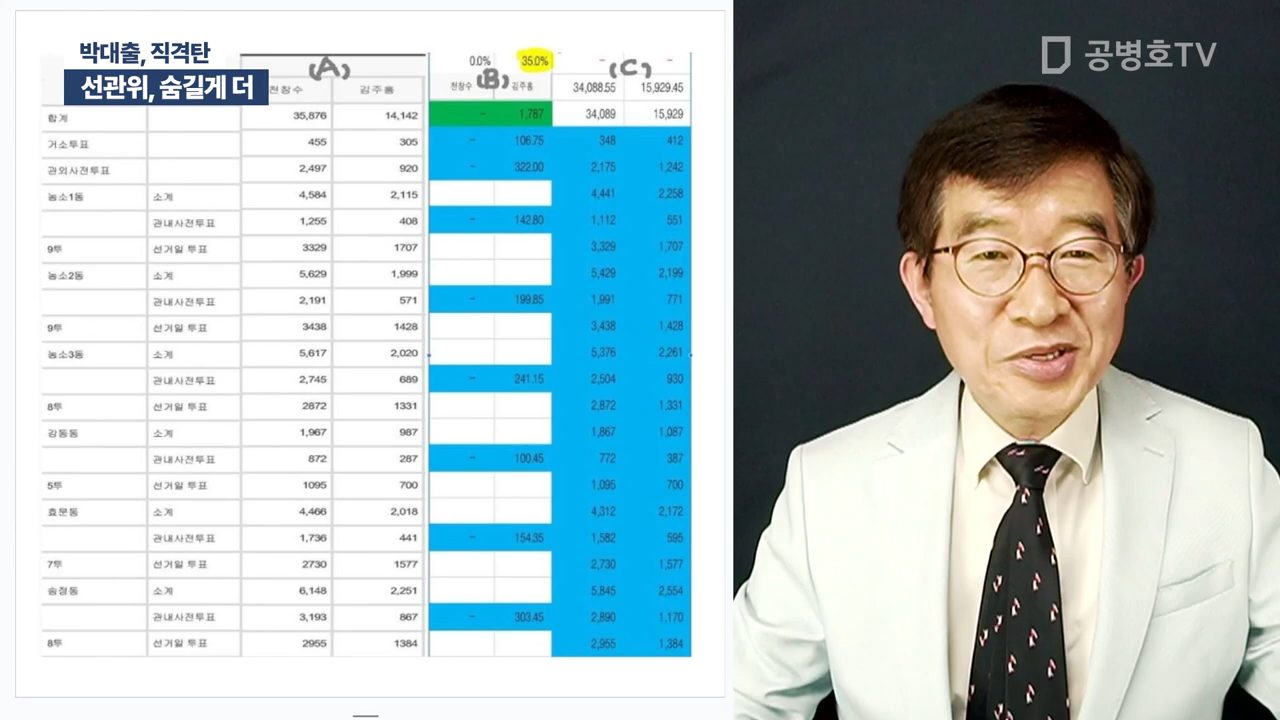 박대출, 직격탄
선관위, 숨길게 더
공병호TV
(A) (B) (C)
0.0% 35.0% - -
천창수 김주홍 천창수 김주홍 34,088.55 15,929.45
합계 35,876 14,142 - 1,787 34,089 15,929
거소투표 455 305 - 106.75 348 412
관외사전투표 2,497 920 - 322.00 2,175 1,242
농소1동 소계 4,584 2,115 4,441 2,258
관내사전투표 1,255 408 - 142.80 1,112 551
9투 선거일 투표 3329 1707 3,329 1,707
농소2동 소계 5,629 1,999 5,429 2,199
관내사전투표 2,191 571 - 199.85 1,991 771
9투 선거일 투표 3438 1428 3,438 1,428
농소3동 소계 5,617 2,020 5,376 2,261
관내사전투표 2,745 689 - 241.15 2,504 930
8투 선거일 투표 2872 1331 2,872 1,331
강동동 소계 1,967 987 1,867 1,087
관내사전투표 872 287 - 100.45 772 387
5투 선거일 투표 1095 700 1,095 700
효문동 소계 4,466 2,018 4,312 2,172
관내사전투표 1,736 441 - 154.35 1,582 595
7투 선거일 투표 2730 1577 2,730 1,577
송정동 소계 6,148 2,251 5,845 2,554
관내사전투표 3,193 867 - 303.45 2,890 1,170
8투 선거일 투표 2955 1384 2,955 1,384